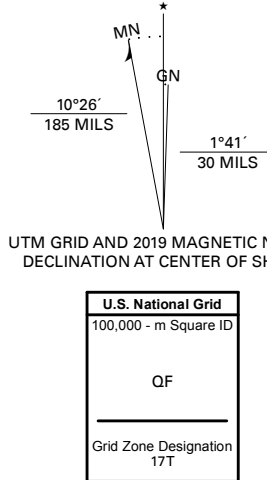 MN
GN
10°26´
185 MILS
1°41´
30 MILS
UTM GRID AND 2019 MAGNETIC N
DECLINATION AT CENTER OF SH
U.S. National Grid
100,000 - m Square ID
QF
Grid Zone Designation
17T